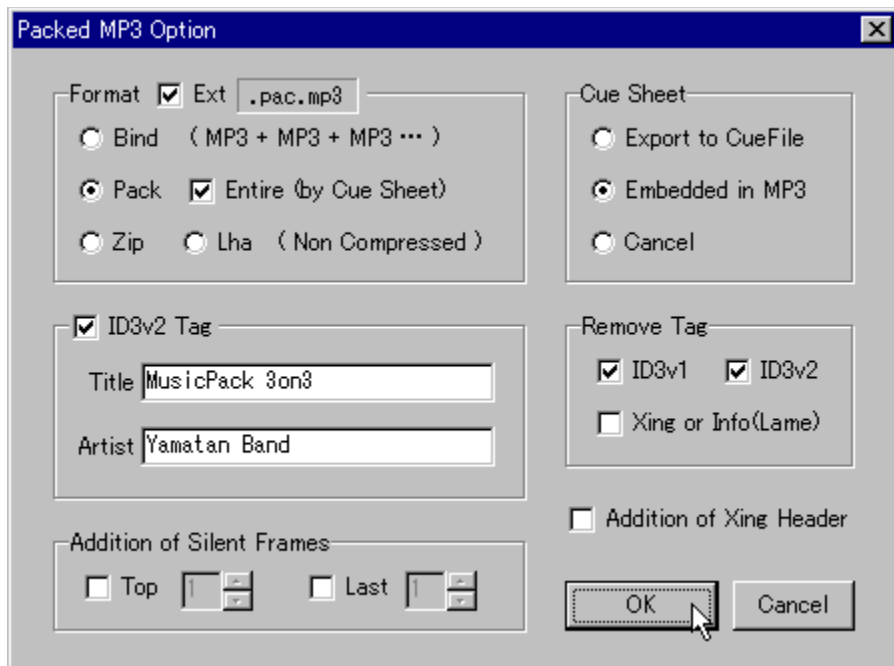 Packed MP3 Option
Format Ext .pac.mp3
Bind ( MP3 + MP3 + MP3 ··· )
Pack Entire (by Cue Sheet)
Zip Lha ( Non Compressed )
Cue Sheet
Export to CueFile
Embedded in MP3
Cancel
ID3v2 Tag
Title MusicPack 3on3
Artist Yamatan Band
Remove Tag
ID3v1 ID3v2
Xing or Info(Lame)
Addition of Silent Frames
Top 1 Last 1
Addition of Xing Header
OK Cancel